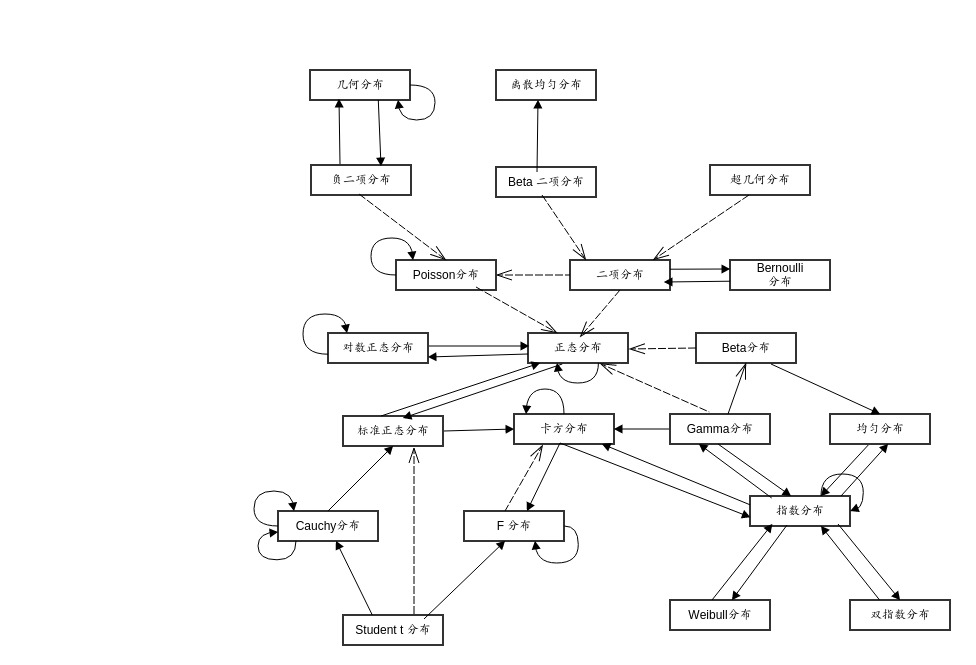 几何分布
离散均匀分布
负二项分布
Beta 二项分布
超几何分布
Poisson分布
二项分布
Bernoulli
分布
对数正态分布
正态分布
Beta分布
标准正态分布
卡方分布
Gamma分布
均匀分布
指数分布
Cauchy分布
F 分布
Weibull分布
双指数分布
Student t 分布